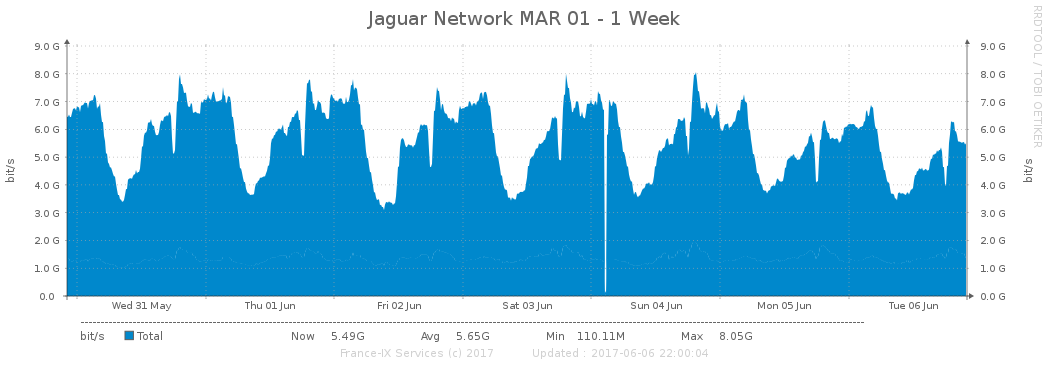 Jaguar Network MAR 01 - 1 Week
RRDTOOL / TOBI OETIKER
9.0 G 9.0 G
8.0 G 8.0 G
7.0 G 7.0 G
6.0 G 6.0 G
5.0 G 5.0 G
4.0 G 4.0 G
3.0 G 3.0 G
2.0 G 2.0 G
1.0 G 1.0 G
0.0 0.0 G
bit/s
bit/s
Wed 31 May Thu 01 Jun Fri 02 Jun Sat 03 Jun Sun 04 Jun Mon 05 Jun Tue 06 Jun
bit/s Total Now 5.49G Avg 5.65G Min 110.11M Max 8.05G
France-IX Services (c) 2017 Updated : 2017-06-06 22:00:04